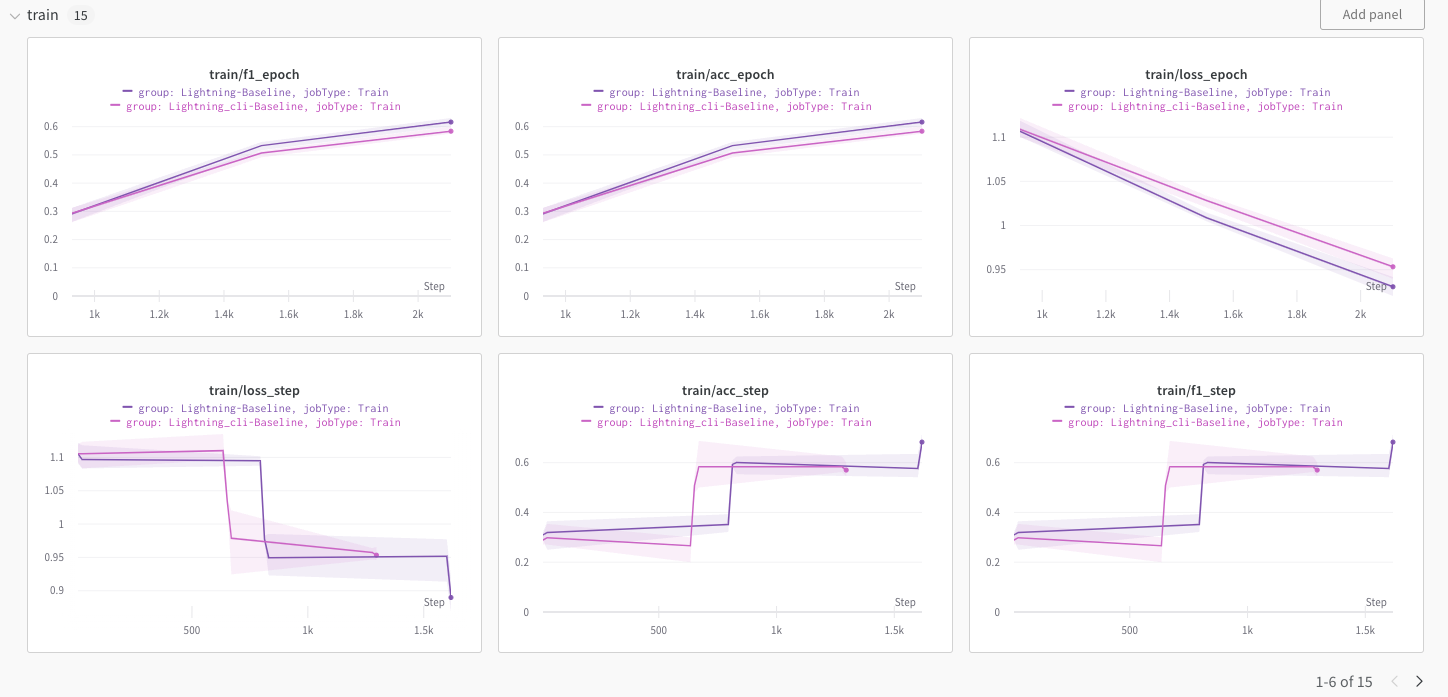 train 15
Add panel
train/f1_epoch
group: Lightning-Baseline, jobType: Train
group: Lightning_cli-Baseline, jobType: Train
0.6
0.5
0.4
0.3
0.2
0.1
0
Step
1k 1.2k 1.4k 1.6k 1.8k 2k
train/acc_epoch
group: Lightning-Baseline, jobType: Train
group: Lightning_cli-Baseline, jobType: Train
0.6
0.5
0.4
0.3
0.2
0.1
0
Step
1k 1.2k 1.4k 1.6k 1.8k 2k
train/loss_epoch
group: Lightning-Baseline, jobType: Train
group: Lightning_cli-Baseline, jobType: Train
1.1
1.05
1
0.95
Step
1k 1.2k 1.4k 1.6k 1.8k 2k
train/loss_step
group: Lightning-Baseline, jobType: Train
group: Lightning_cli-Baseline, jobType: Train
1.1
1.05
1
0.95
0.9
Step
500 1k 1.5k
train/acc_step
group: Lightning-Baseline, jobType: Train
group: Lightning_cli-Baseline, jobType: Train
0.6
0.4
0.2
0
Step
500 1k 1.5k
train/f1_step
group: Lightning-Baseline, jobType: Train
group: Lightning_cli-Baseline, jobType: Train
0.6
0.4
0.2
0
Step
500 1k 1.5k
1-6 of 15